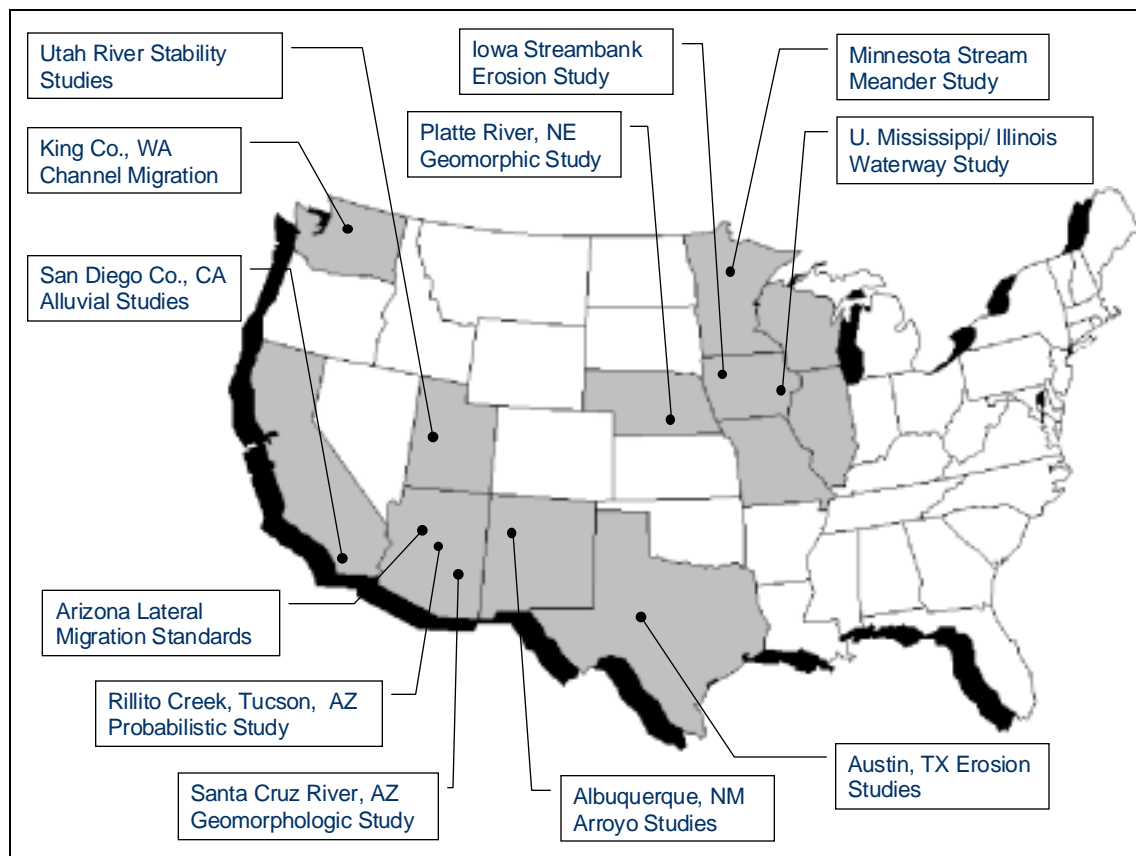 Utah River Stability
Studies
Iowa Streambank
Erosion Study
Minnesota Stream
Meander Study
King Co., WA
Channel Migration
Platte River, NE
Geomorphic Study
U. Mississippi/ Illinois
Waterway Study
San Diego Co., CA
Alluvial Studies
Arizona Lateral
Migration Standards
Rillito Creek, Tucson, AZ
Probabilistic Study
Santa Cruz River, AZ
Geomorphologic Study
Albuquerque, NM
Arroyo Studies
Austin, TX Erosion
Studies